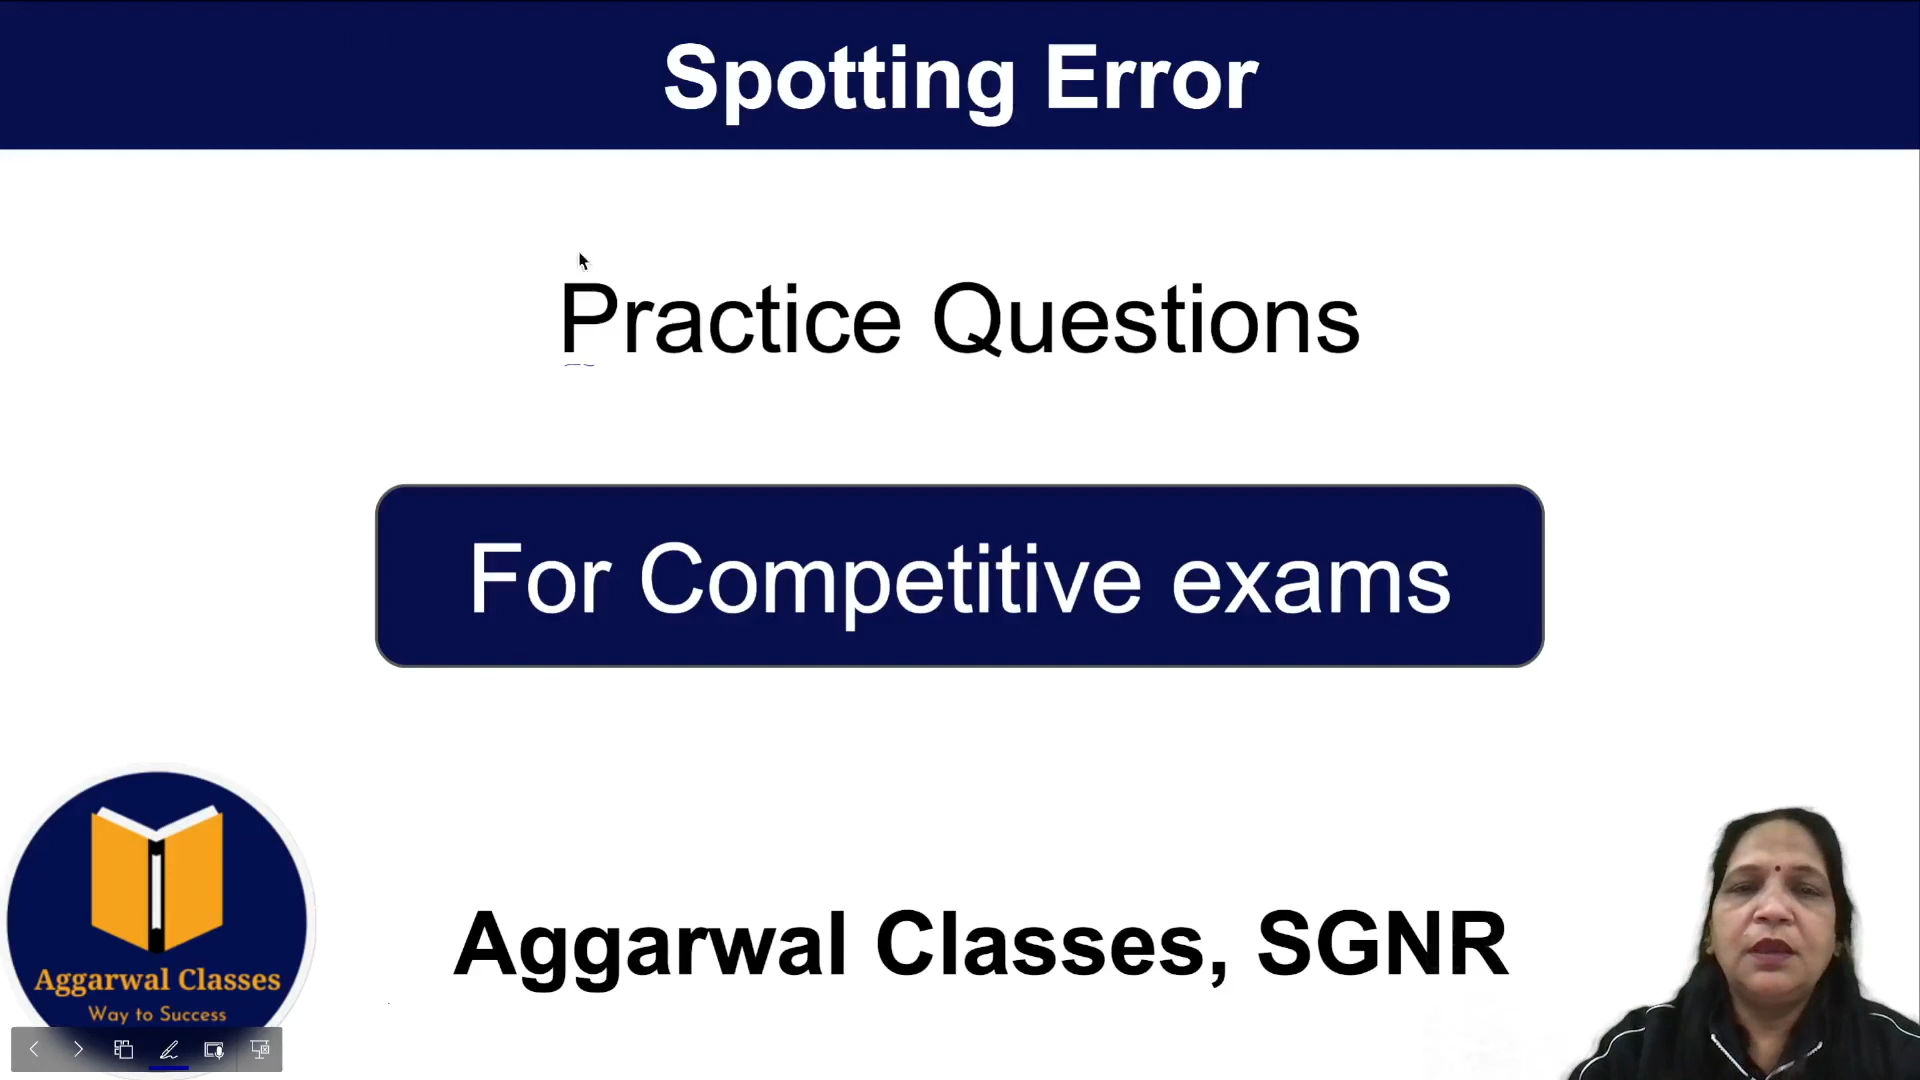 Spotting Error
Practice Questions
For Competitive exams
Aggarwal Classes, SGNR
Aggarwal Classes
Way to Success